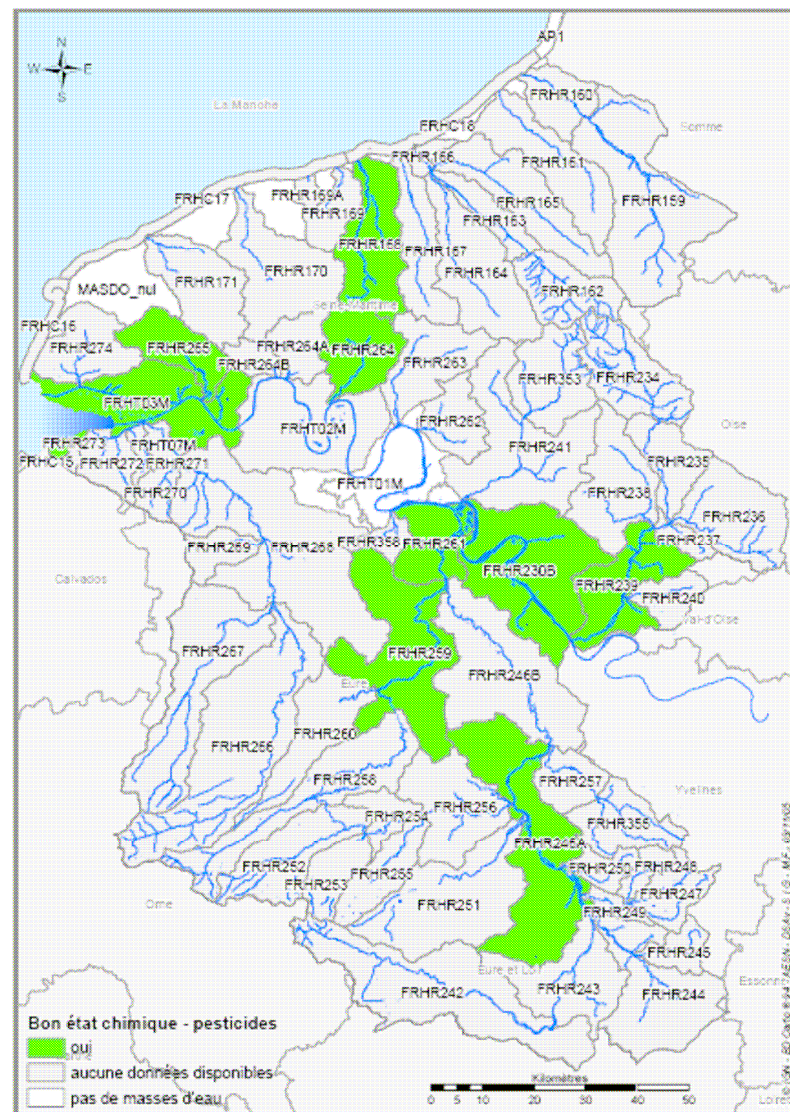 AP1
N
W E
S
FRHR160
La Manche
Somme
FRHC18
FRHR166
FRHR161
FRHR169A
FRHC17
FRHR165
FRHR159
FRHR169
FRHR163
FRHR168
FRHR167
FRHR170
FRHR164
FRHR171
MASDO_nul
FRHR162
FRHC16
FRHR274
FRHR265
FRHR264A
FRHR264
FRHR263
FRHR264B
FRHR353
FRHR234
FRHT03M
FRHT02M
FRHR262
Oise
FRHR273
FRHT07M
FRHR241
FRHR235
FRHC15
FRHR272
FRHR271
FRHT01M
FRHR238
FRHR270
FRHR236
FRHR358
FRHR261
FRHR237
FRHR269
FRHR268
FRHR230B
FRHR239
FRHR240
Calvados
Val-d'Oise
FRHR267
FRHR259
FRHR246B
Eure
FRHR260
FRHR266
FRHR257
FRHR258
Yvelines
FRHR256
FRHR254
FRHR355
FRHR246A
FRHR252
FRHR250
FRHR248
FRHR253
FRHR255
FRHR247
Orne
FRHR251
FRHR249
FRHR245
Eure et Loir
Essonne
FRHR242
FRHR243
FRHR244
Bon état chimique - pesticides
oui
aucune données disponibles
pas de masses d'eau
Kilomètres
0 5 10 20 30 40 50
Loiret